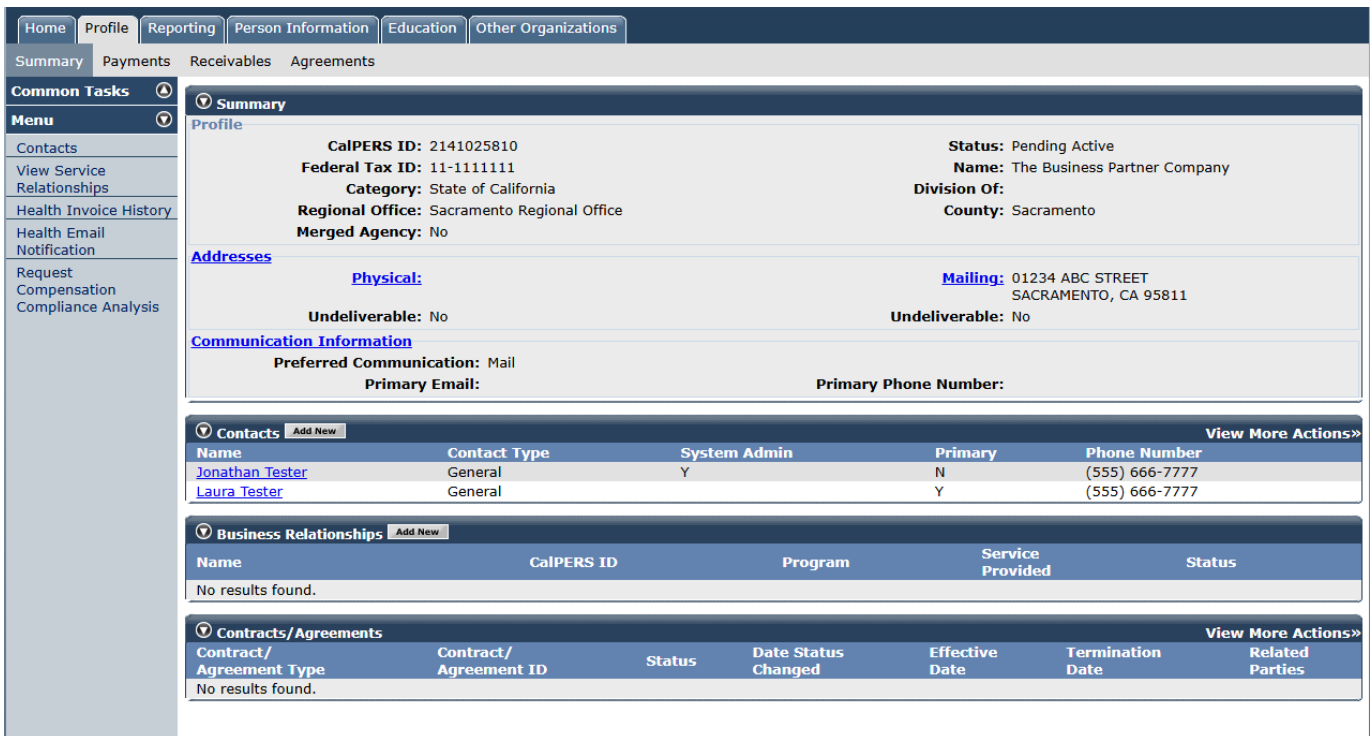 Home Profile Reporting Person Information Education Other Organizations
Summary Payments Receivables Agreements
Common Tasks
Menu
Contacts
View Service
Relationships
Health Invoice History
Health Email
Notification
Request
Compensation
Compliance Analysis
Summary
Profile
CalPERS ID: 2141025810 Status: Pending Active
Federal Tax ID: 11-1111111 Name: The Business Partner Company
Category: State of California Division Of:
Regional Office: Sacramento Regional Office County: Sacramento
Merged Agency: No
Addresses
Physical: Mailing: 01234 ABC STREET
SACRAMENTO, CA 95811
Undeliverable: No Undeliverable: No
Communication Information
Preferred Communication: Mail
Primary Email: Primary Phone Number:
Contacts Add New View More Actions»
Name Contact Type System Admin Primary Phone Number
Jonathan Tester General Y N (555) 666-7777
Laura Tester General Y (555) 666-7777
Business Relationships Add New
Name CalPERS ID Program Service Provided Status
No results found.
Contracts/Agreements View More Actions»
Contract/ Contract/ Status Date Status Effective Termination Related
Agreement Type Agreement ID Changed Date Date Parties
No results found.